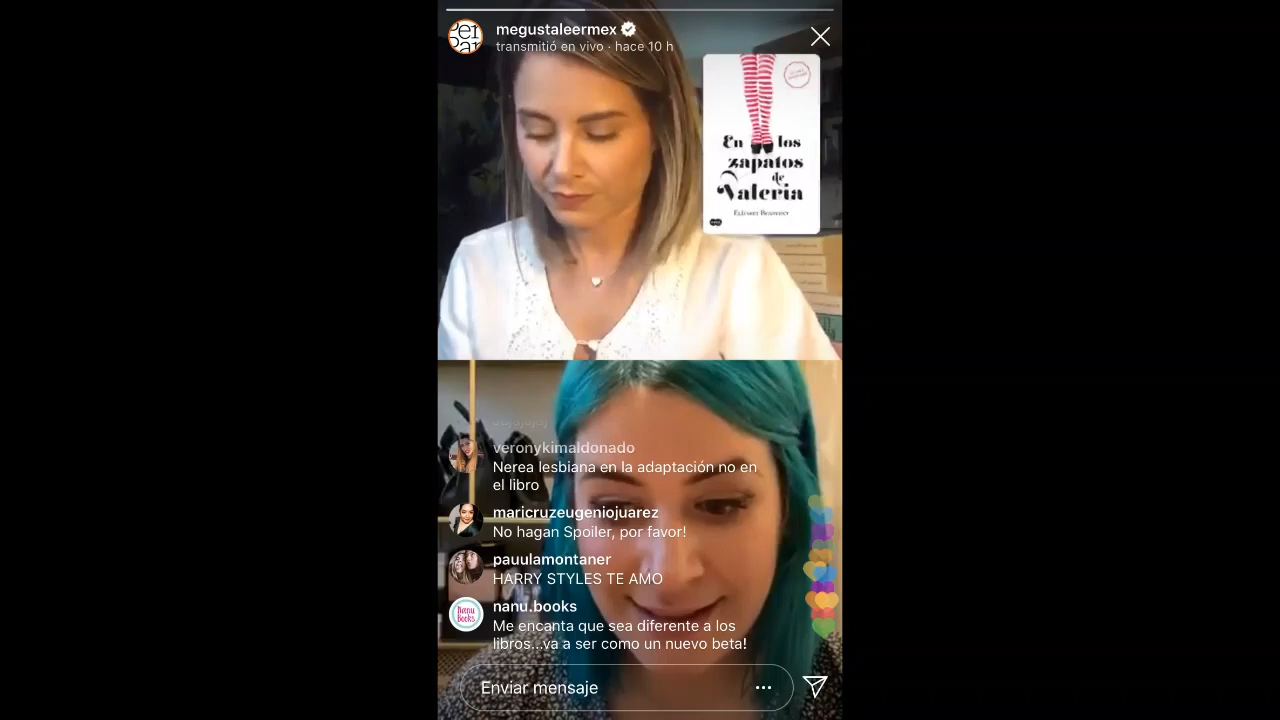 megustaleermex
transmitió en vivo · hace 10 h
En los
zapatos
de
Valeria
Elísabet Benavent
veronykimaldonado
Nerea lesbiana en la adaptación no en
el libro
maricruzeugeniojuarez
No hagan Spoiler, por favor!
pauulamontaner
HARRY STYLES TE AMO
Nanu
Books
nanu.books
Me encanta que sea diferente a los
libros...va a ser como un nuevo beta!
Enviar mensaje